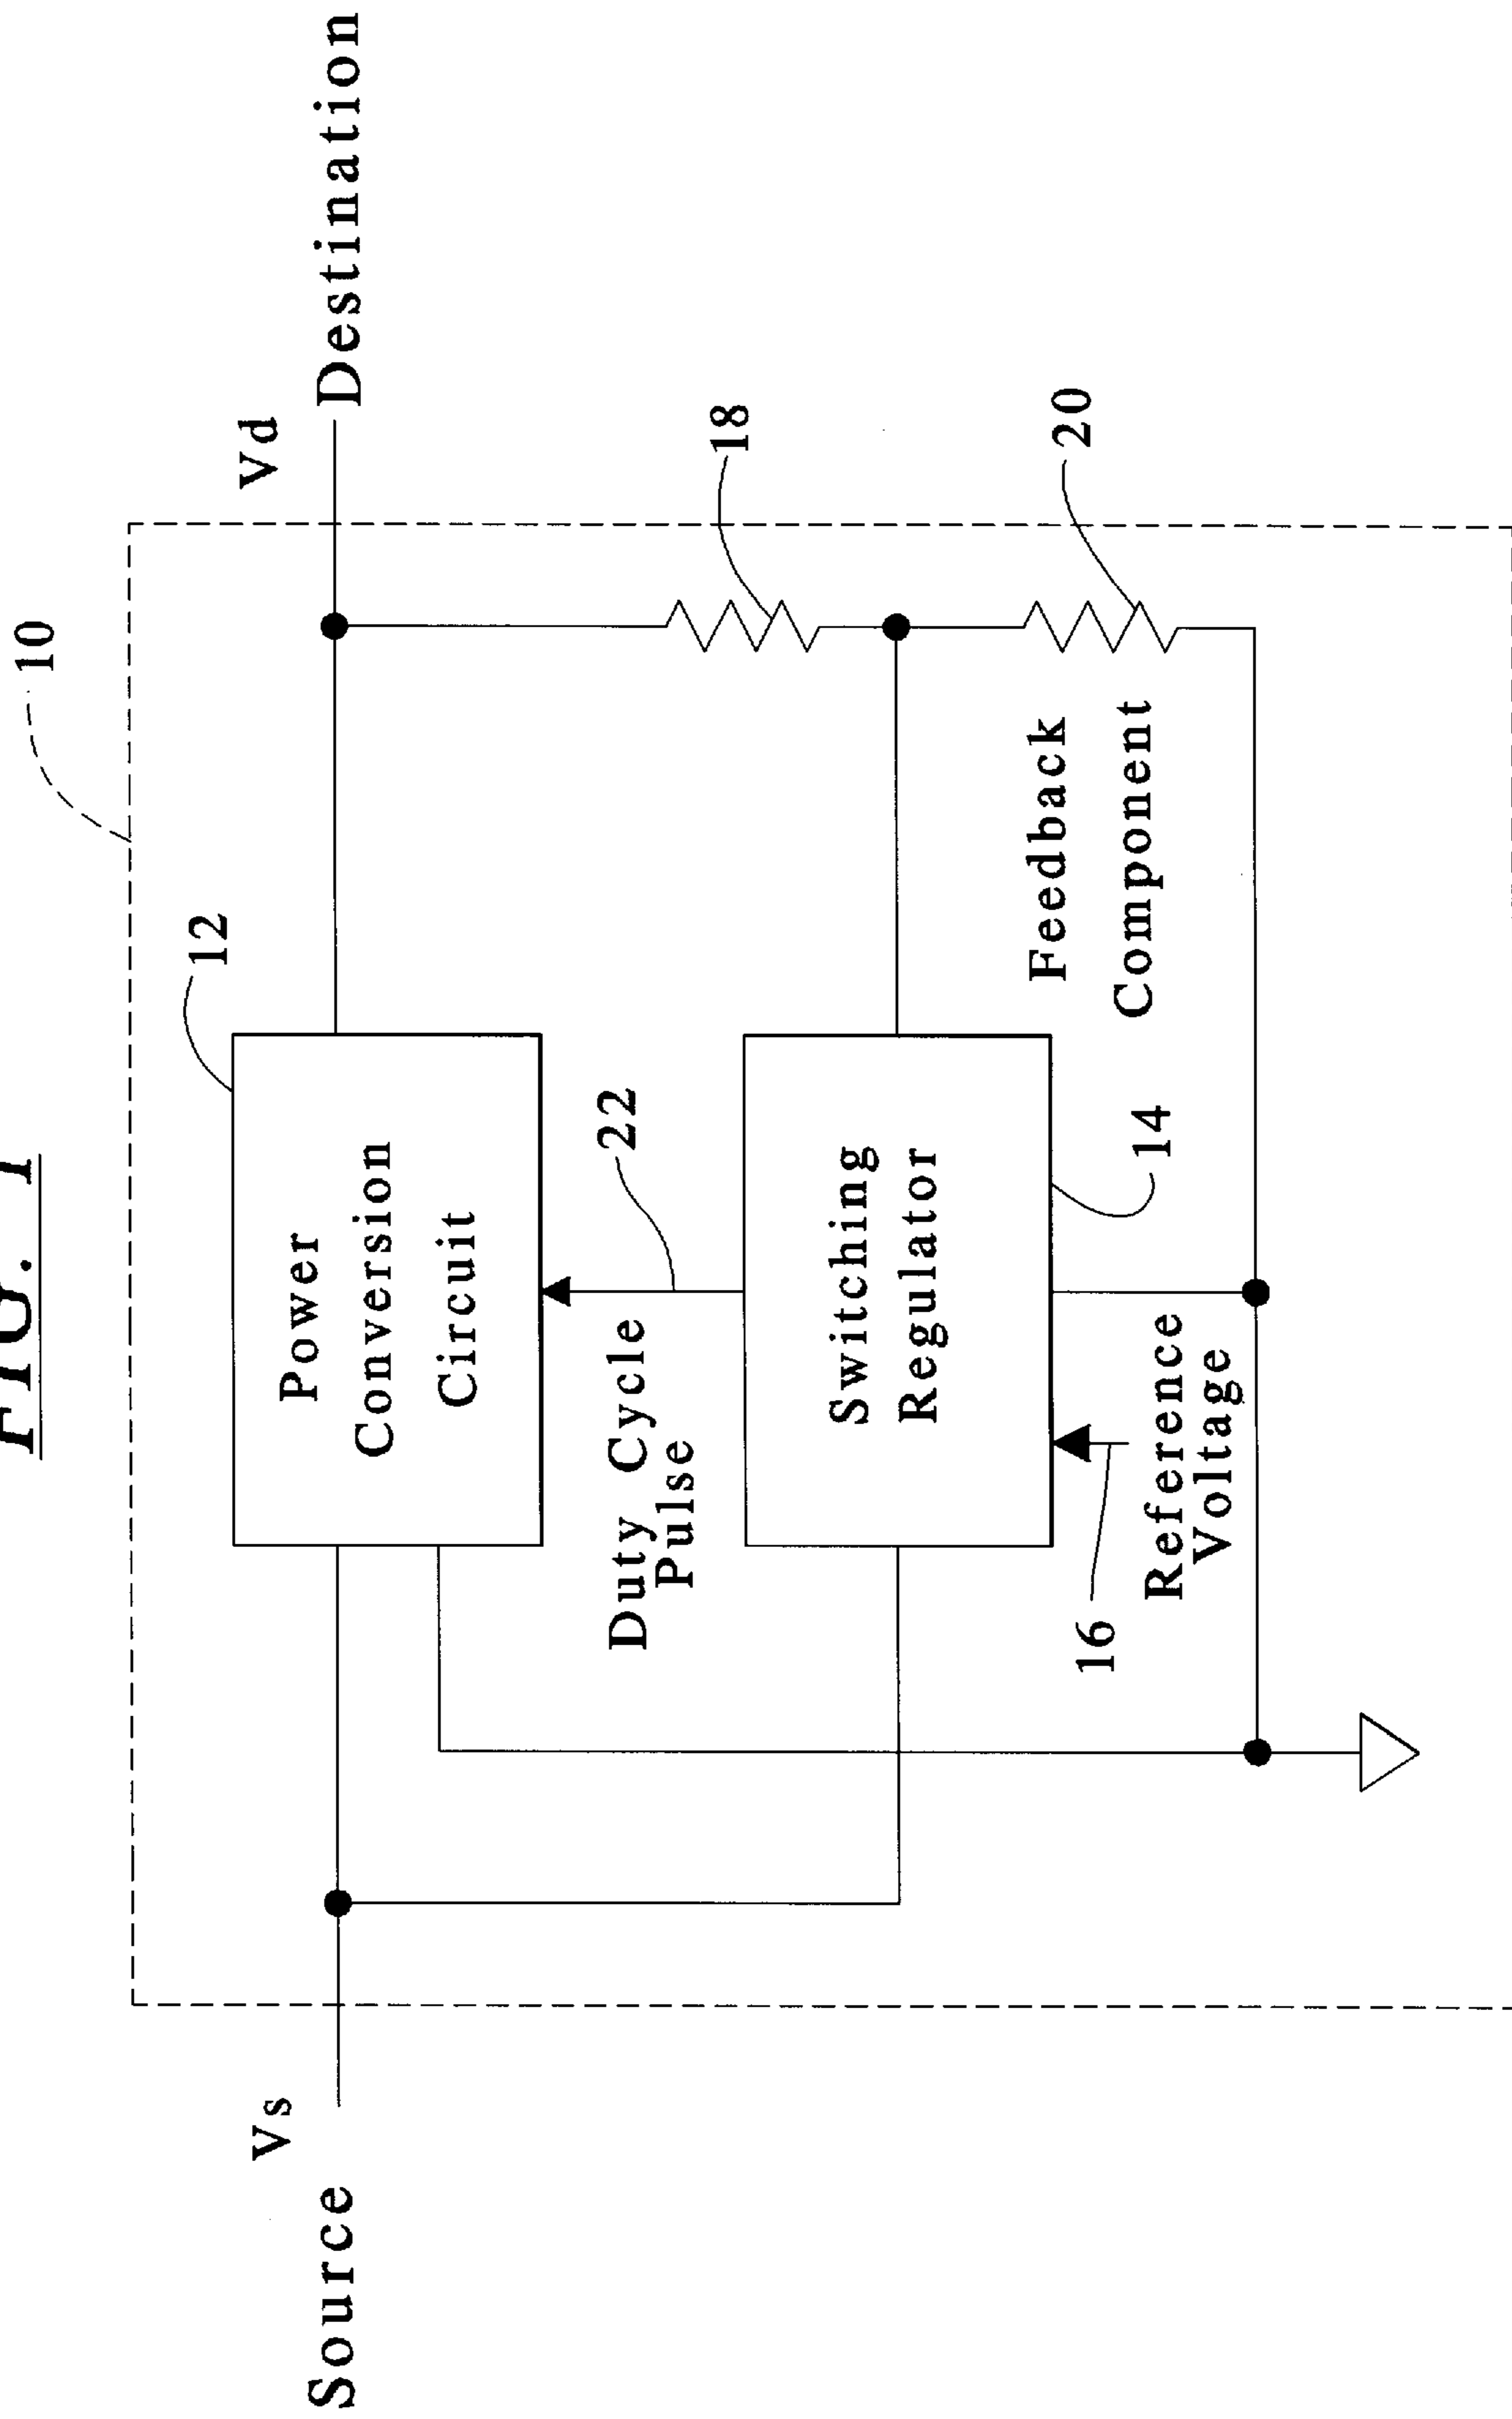 FIG. 1
10
Vs
Source
Vd
Destination
12
Power
Conversion
Circuit
Duty Cycle
Pulse
22
18
Switching
Regulator
Feedback
Component
20
14
16
Reference
Voltage